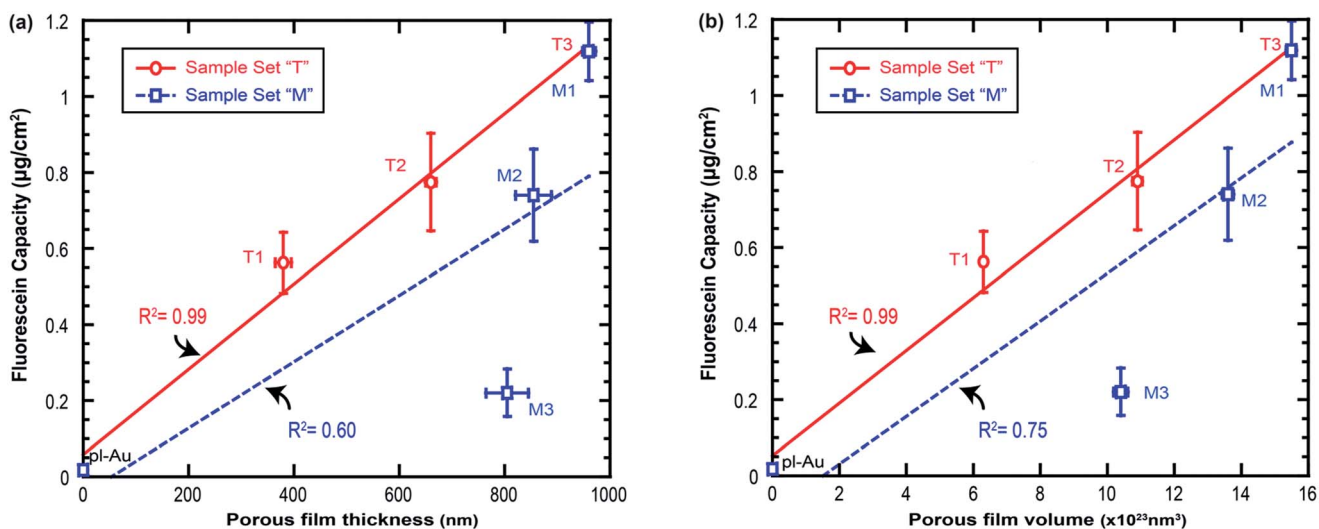 (a)
Fluorescein Capacity (µg/cm²)
1.2
1
0.8
0.6
0.4
0.2
0
Sample Set “T”
Sample Set “M”
T3
M1
T2
M2
T1
R²= 0.99
M3
R²= 0.60
pl-Au
0
200
400
600
800
1000
Porous film thickness (nm)
(b)
Fluorescein Capacity (µg/cm²)
1.2
1
0.8
0.6
0.4
0.2
0
Sample Set “T”
Sample Set “M”
T3
M1
T2
M2
T1
R²= 0.99
M3
R²= 0.75
pl-Au
0
2
4
6
8
10
12
14
16
Porous film volume (x10²³nm³)